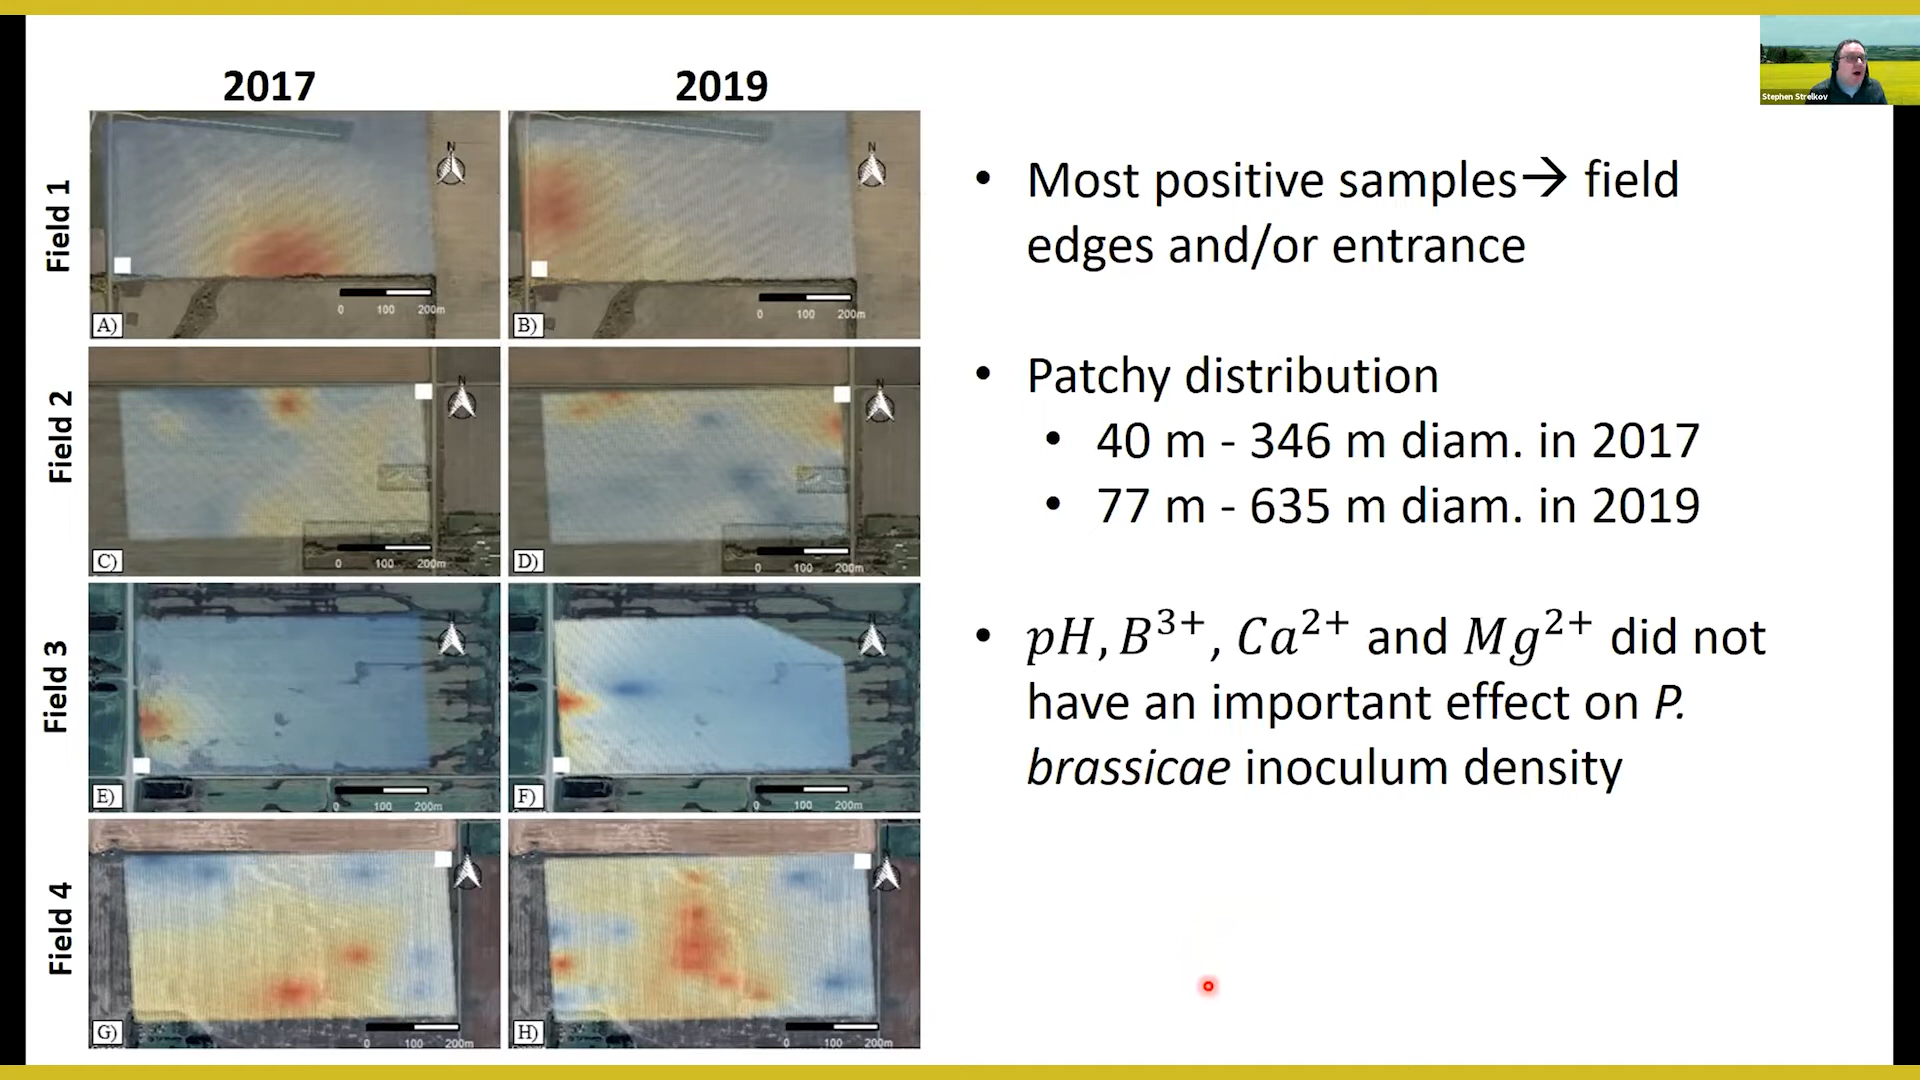 Stephen Strelkov
2017
2019
Field 1
N
0 100 200m
A)
N
0 100 200m
B)
Field 2
N
0 100 200m
C)
N
0 100 200m
D)
Field 3
0 100 200m
E)
0 100 200m
F)
Field 4
0 100 200m
G)
0 100 200m
H)
• Most positive samples→ field
edges and/or entrance
• Patchy distribution
• 40 m - 346 m diam. in 2017
• 77 m - 635 m diam. in 2019
• pH, B³⁺, Ca²⁺ and Mg²⁺ did not
have an important effect on P.
brassicae inoculum density